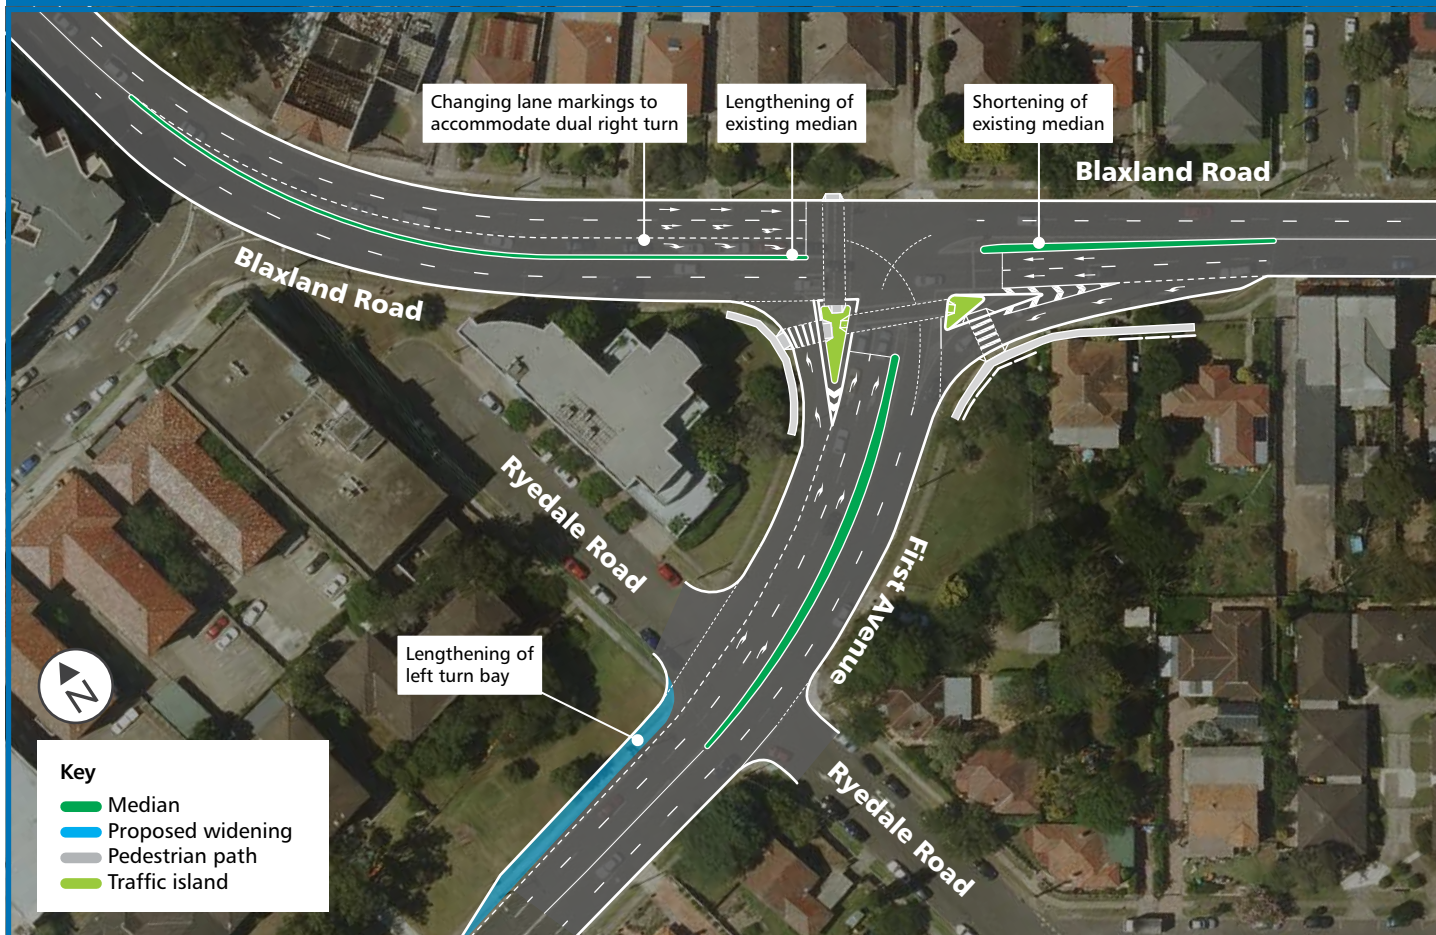 Changing lane markings to
accommodate dual right turn
Lengthening of
existing median
Shortening of
existing median
Blaxland Road
Blaxland Road
Ryedale Road
First Avenue
Lengthening of
left turn bay
Ryedale Road
N
Key
Median
Proposed widening
Pedestrian path
Traffic island